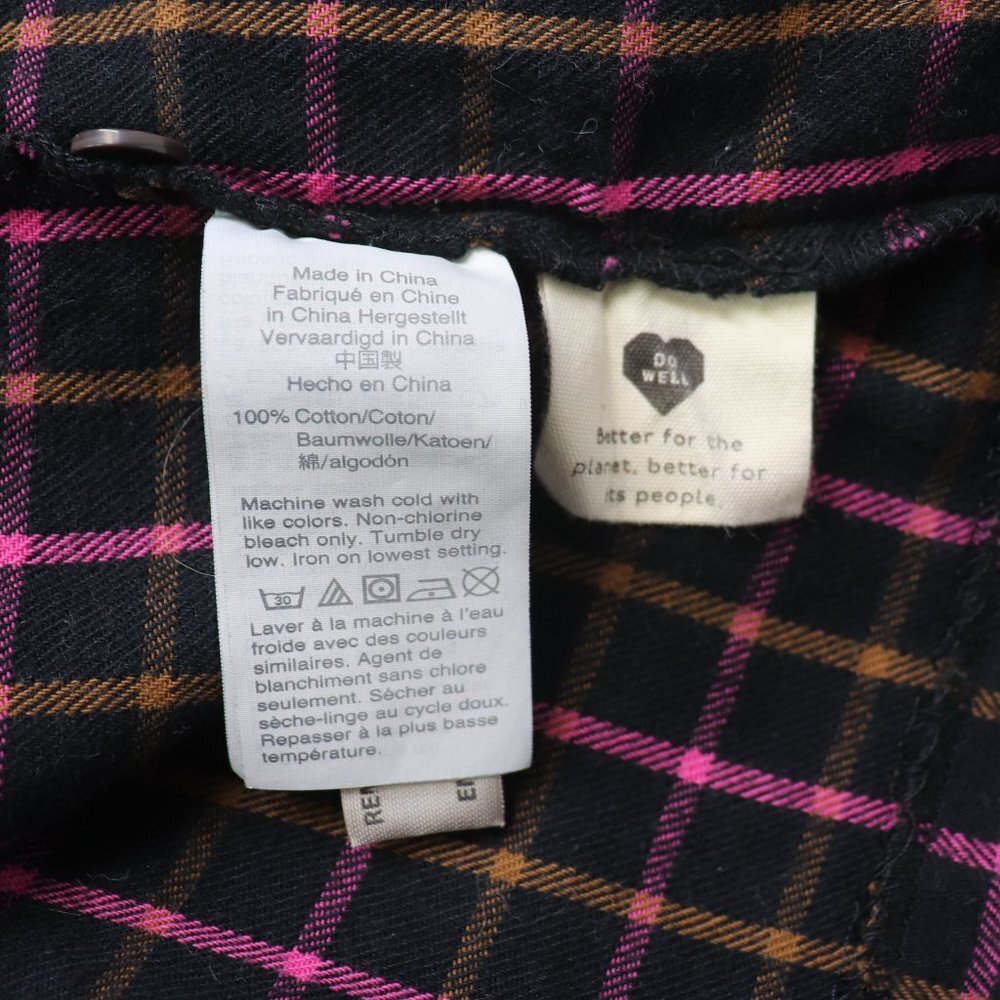 Made in China
Fabriqué en Chine
in China Hergestellt
Vervaardigd in China
中国製
Hecho en China
100% Cotton/Coton/
Baumwolle/Katoen/
綿/algodón
Machine wash cold with
like colors. Non-chlorine
bleach only. Tumble dry
low. Iron on lowest setting.
30
Laver à la machine à l'eau
froide avec des couleurs
similaires. Agent de
blanchiment sans chlore
seulement. Sécher au
sèche-linge au cycle doux.
Repasser à la plus basse
température.
DO
WELL
Better for the
planet, better for
its people